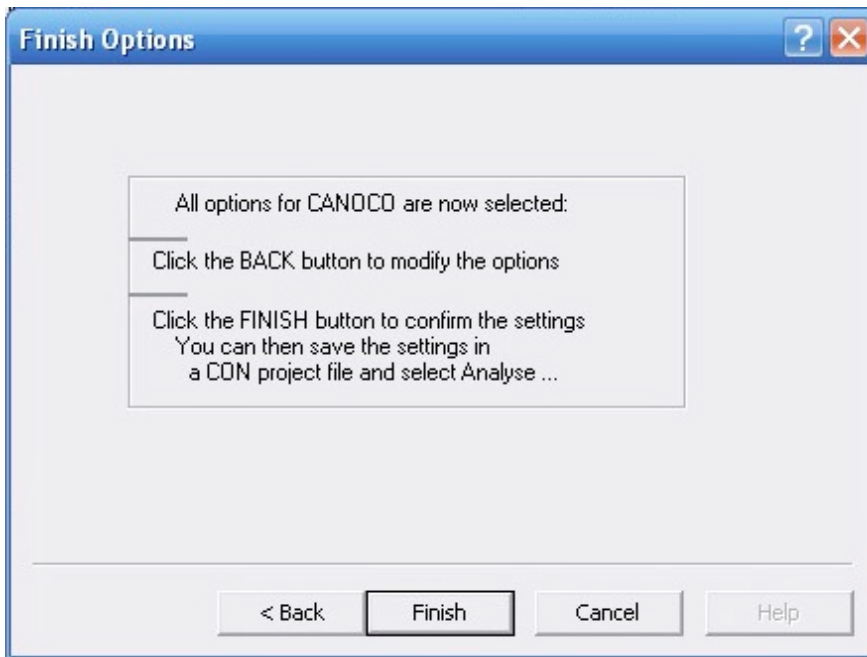 Finish Options
All options for CANOCO are now selected:
Click the BACK button to modify the options
Click the FINISH button to confirm the settings
You can then save the settings in
a CON project file and select Analyse ...
< Back Finish Cancel Help